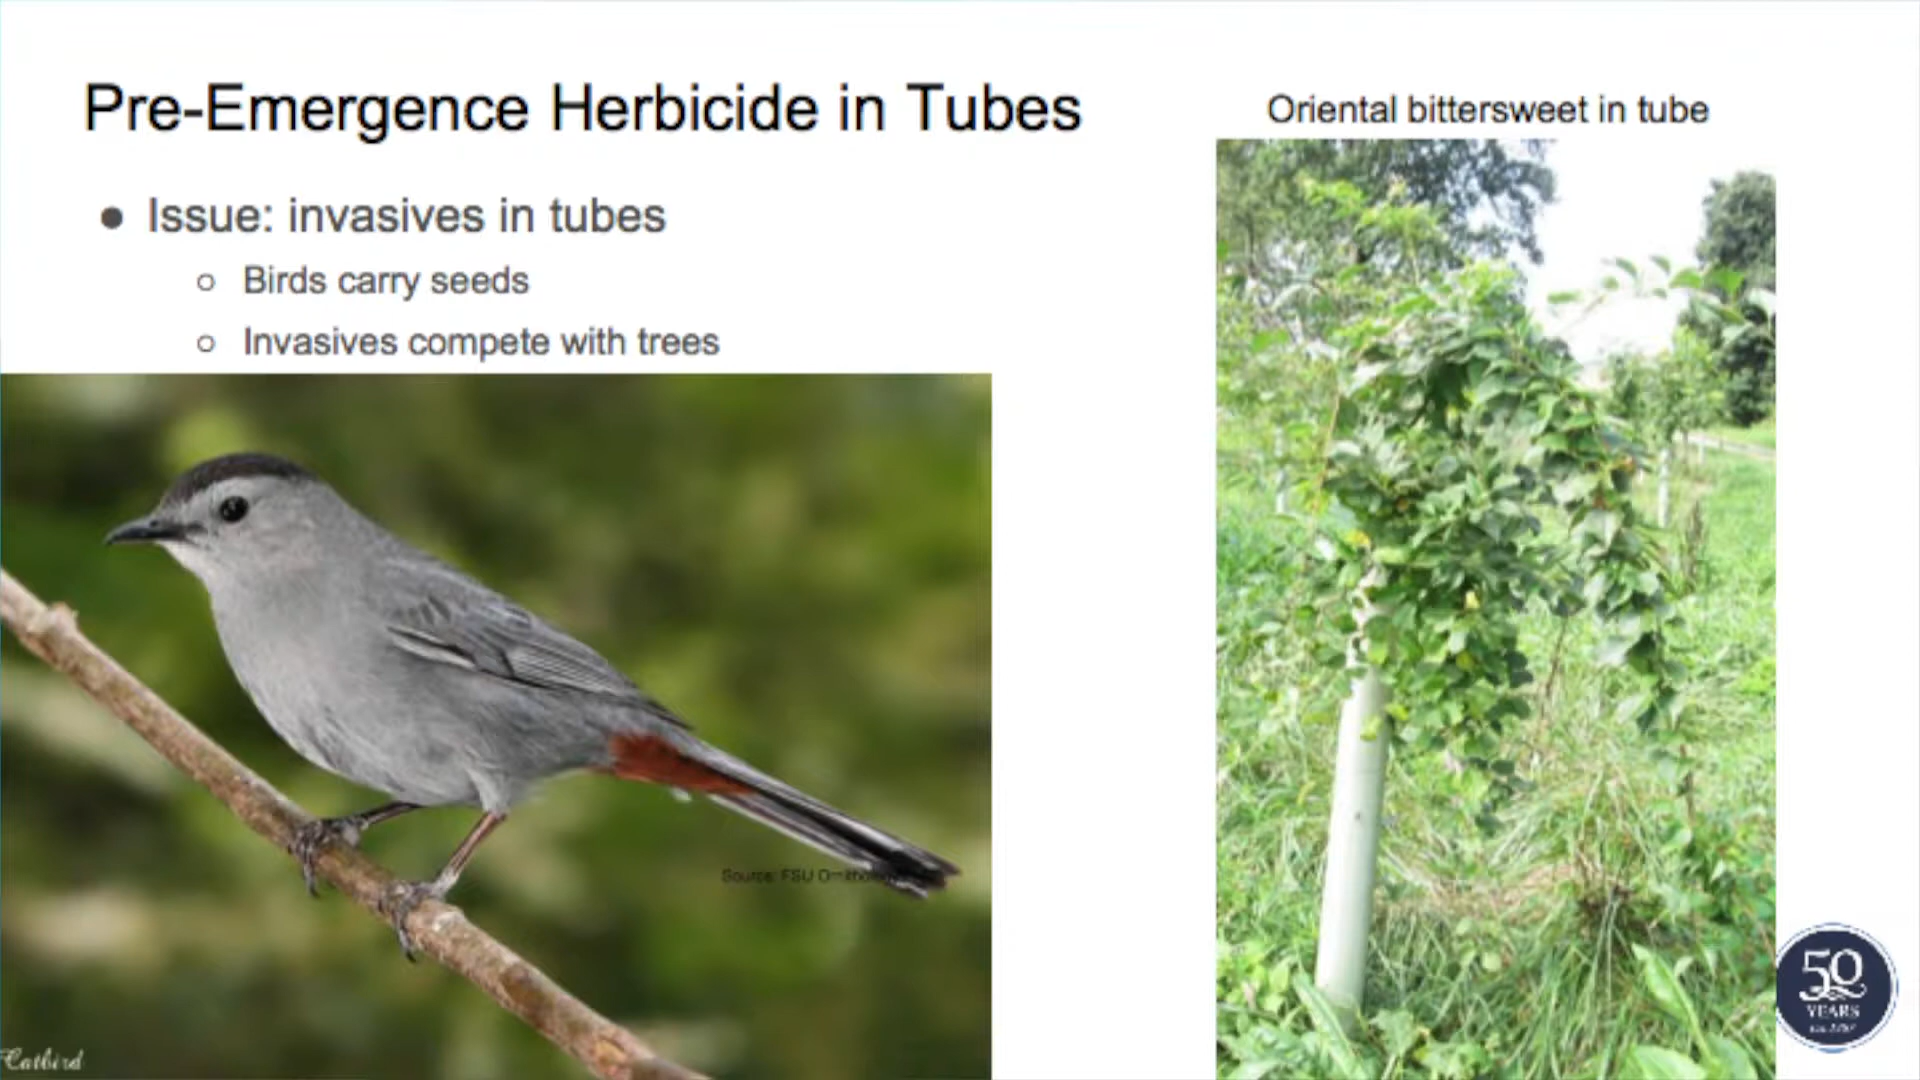 Pre-Emergence Herbicide in Tubes
Oriental bittersweet in tube
● Issue: invasives in tubes
○ Birds carry seeds
○ Invasives compete with trees
Source: FSU
Catbird
50
YEARS